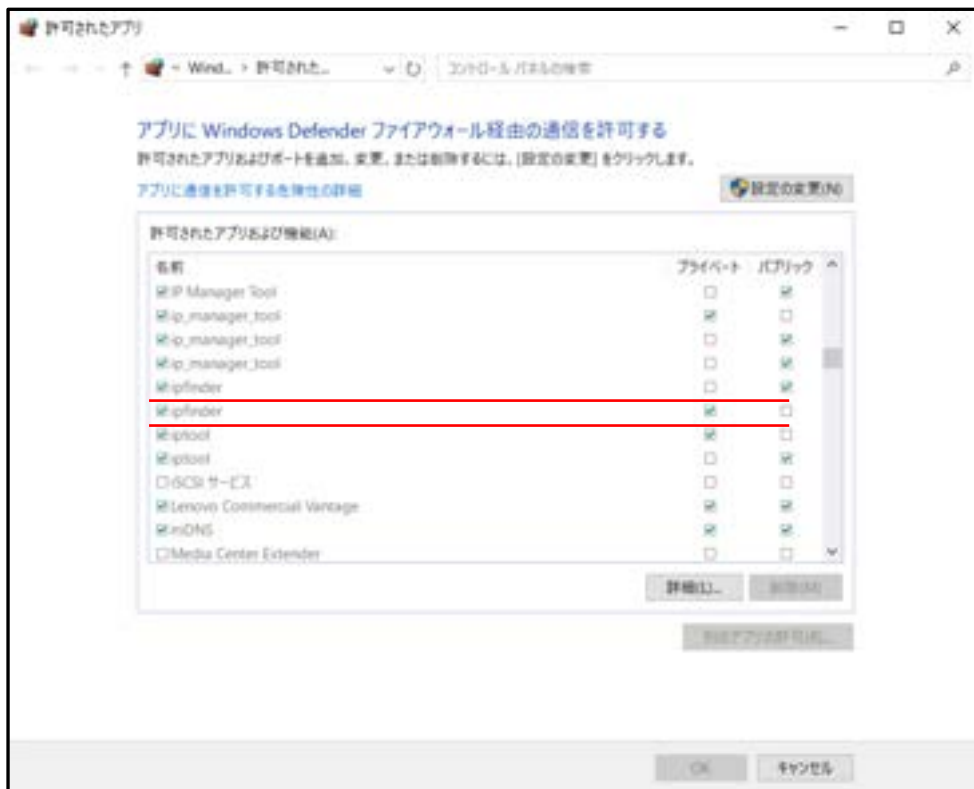 許可されたアプリ
Wind... › 許可された... コントロール パネルの検索
アプリに Windows Defender ファイアウォール経由の通信を許可する
許可されたアプリおよびポートを追加、変更、または削除するには、[設定の変更] をクリックします。
アプリに通信を許可する危険性の詳細 設定の変更(N)
許可されたアプリおよび機能(A):
名前 プライベート パブリック
IP Manager Tool
ip_manager_tool
ip_manager_tool
ip_manager_tool
ipfinder
ipfinder
iptool
iptool
iSCSI サービス
Lenovo Commercial Vantage
mDNS
Media Center Extender
詳細(L)... 削除(M)
別のアプリの許可(R)...
OK キャンセル